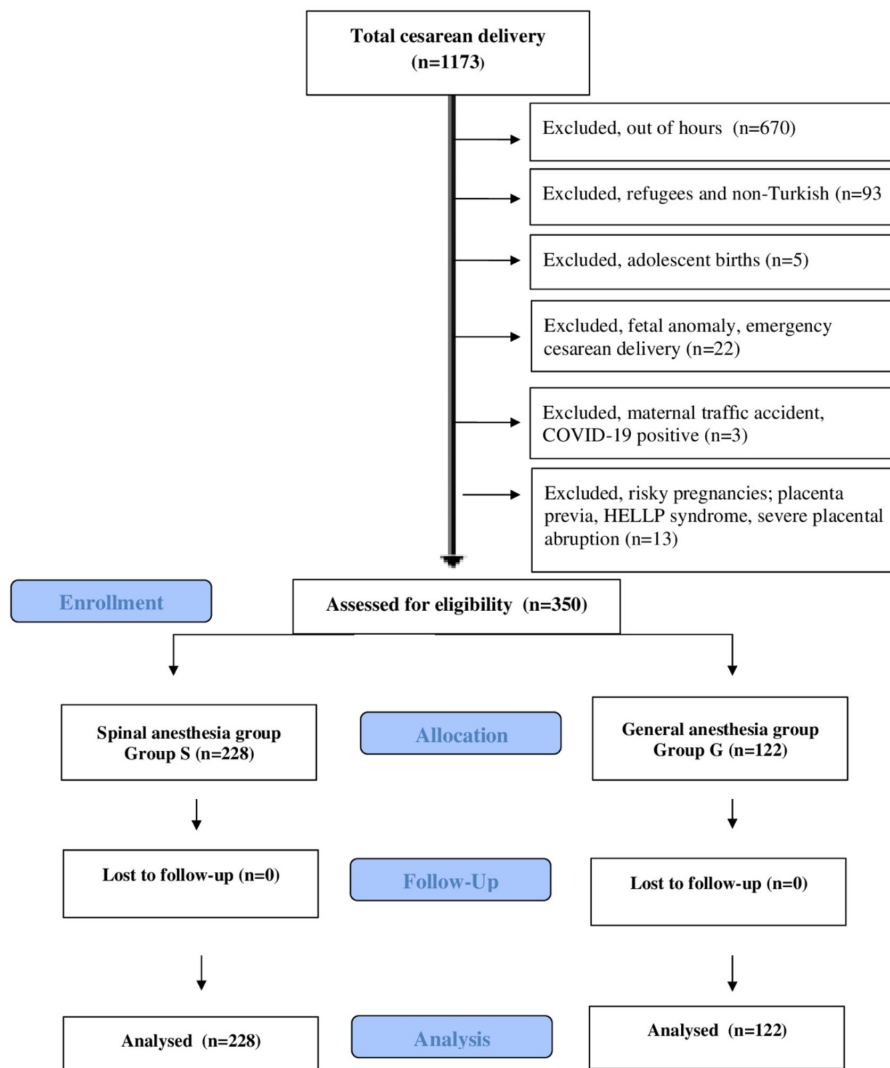 Total cesarean delivery
(n=1173)
Excluded, out of hours (n=670)
Excluded, refugees and non-Turkish (n=93
Excluded, adolescent births (n=5)
Excluded, fetal anomaly, emergency
cesarean delivery (n=22)
Excluded, maternal traffic accident,
COVID-19 positive (n=3)
Excluded, risky pregnancies; placenta
previa, HELLP syndrome, severe placental
abruption (n=13)
Enrollment
Assessed for eligibility (n=350)
Spinal anesthesia group
Group S (n=228)
Allocation
General anesthesia group
Group G (n=122)
Lost to follow-up (n=0)
Follow-Up
Lost to follow-up (n=0)
Analysed (n=228)
Analysis
Analysed (n=122)